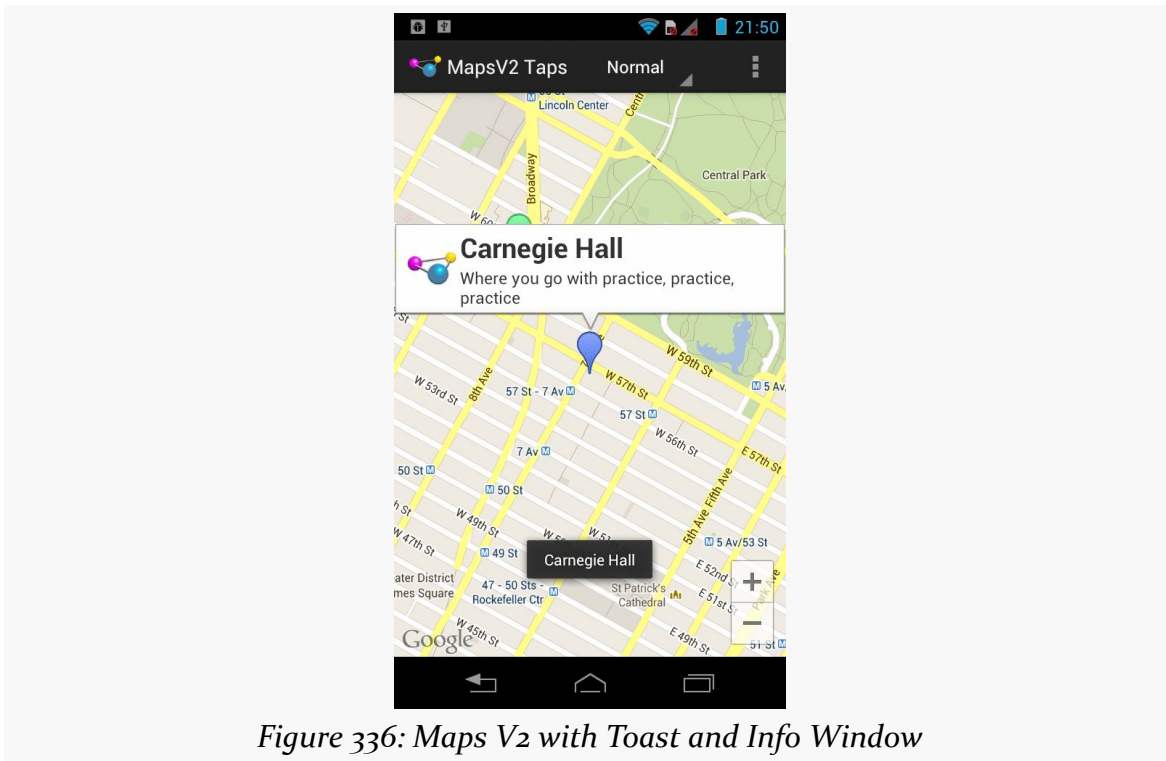 21:50
MapsV2 Taps
Normal
Lincoln Center
Central Park
Broadway
Carnegie Hall
Where you go with practice, practice,
practice
W 59th St
8th Ave
W 53rd St
57 St - 7 Av M
W 57th St
M 5 Av
57 St M
W 56th St
7 Av M
E 57th St
50 St M
M 50 St
5th Ave Fifth Ave
W 49th St
W 47th St
M 49 St
M 5 Av/53 St
Carnegie Hall
E 52nd
47 - 50 Sts -
Rockefeller Ctr
M
St Patrick's
Cathedral
E 51st S
Park Ave
+
−
Google
W 45th St
E 49th St
51 St M
Figure 336: Maps V2 with Toast and Info Window